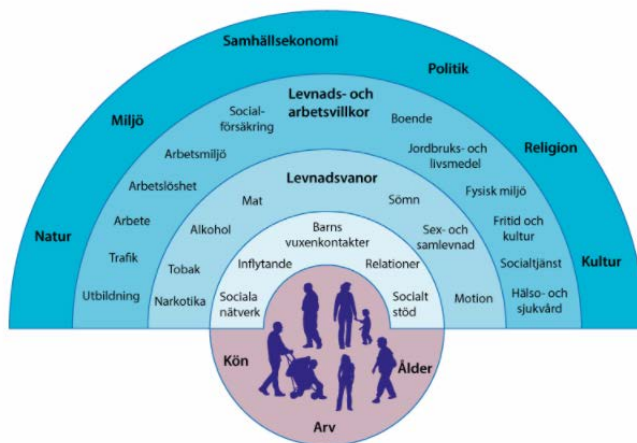 Samhällsekonomi
Politik
Miljö
Religion
Natur
Kultur
Levnads- och
arbetsvillkor
Social-
försäkring
Boende
Arbetsmiljö
Jordbruks- och
livsmedel
Arbetslöshet
Fysisk miljö
Arbete
Fritid och
kultur
Trafik
Socialtjänst
Utbildning
Hälso- och
sjukvård
Levnadsvanor
Mat
Sömn
Alkohol
Sex- och
samlevnad
Tobak
Narkotika
Motion
Barns
vuxenkontakter
Inflytande
Relationer
Sociala
nätverk
Socialt
stöd
Kön
Ålder
Arv